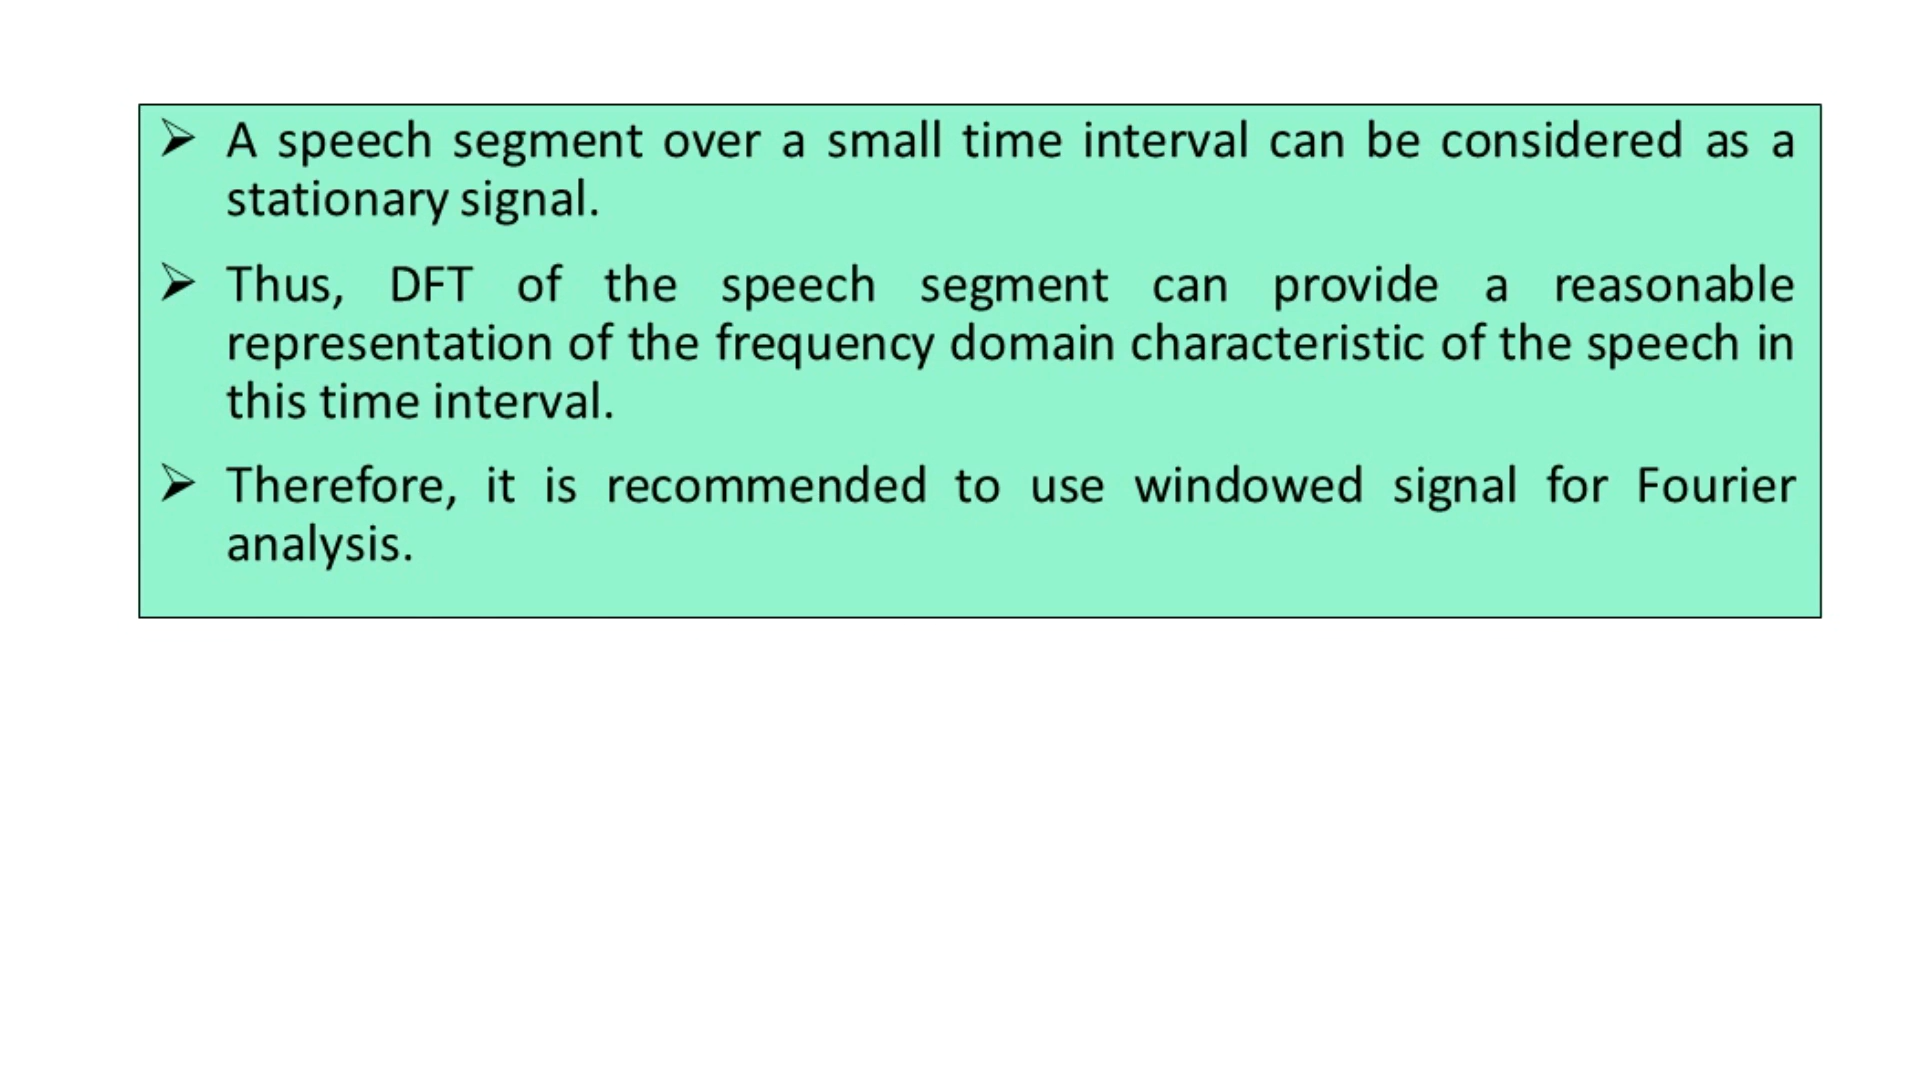 ➢ A speech segment over a small time interval can be considered as a
stationary signal.
➢ Thus, DFT of the speech segment can provide a reasonable
representation of the frequency domain characteristic of the speech in
this time interval.
➢ Therefore, it is recommended to use windowed signal for Fourier
analysis.